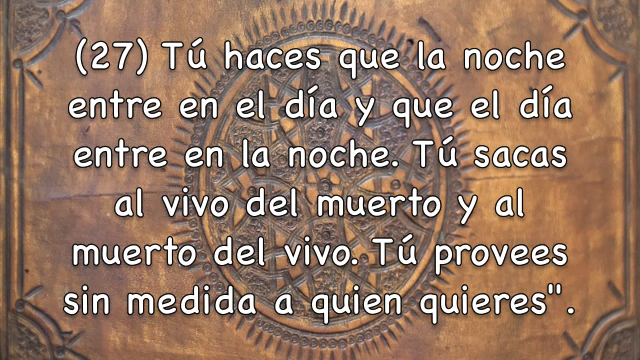 (27) Tú haces que la noche
entre en el día y que el día
entre en la noche. Tú sacas
al vivo del muerto y al
muerto del vivo. Tú provees
sin medida a quien quieres".